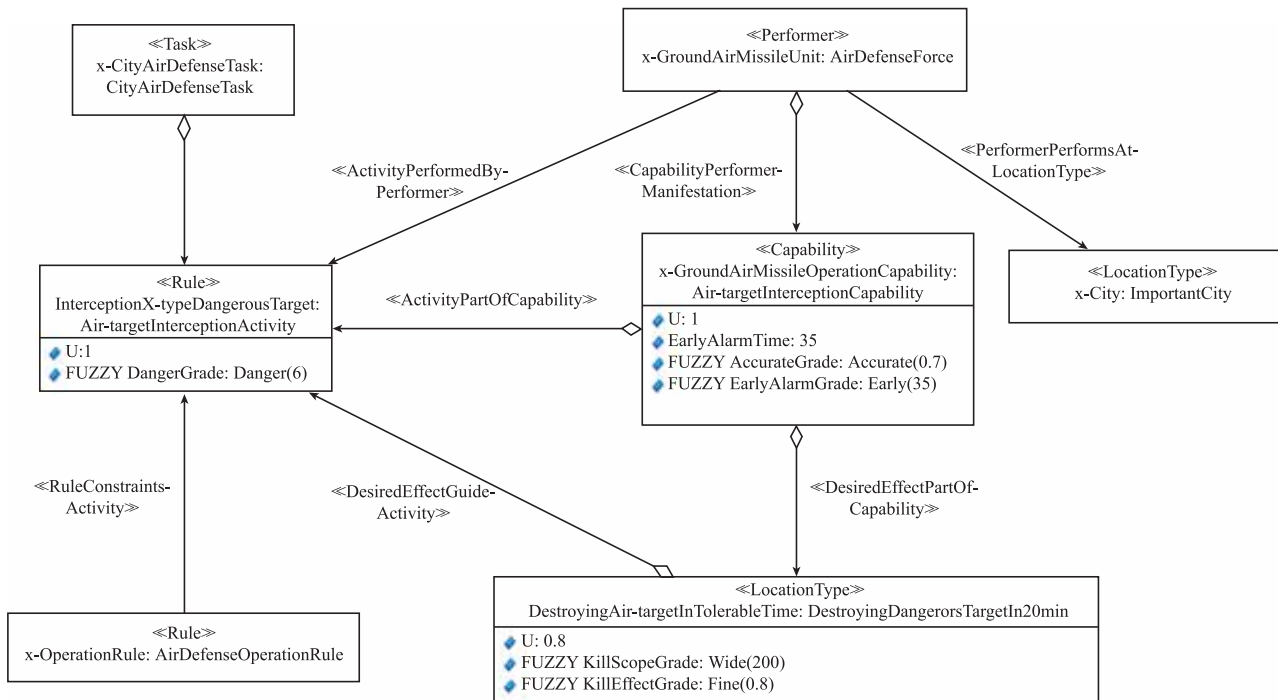 ≪Task≫
x-CityAirDefenseTask:
CityAirDefenseTask
≪Performer≫
x-GroundAirMissileUnit: AirDefenseForce
≪ActivityPerformedBy-
Performer≫
≪CapabilityPerformer-
Manifestation≫
≪PerformerPerformsAt-
LocationType≫
≪Rule≫
InterceptionX-typeDangerousTarget:
Air-targetInterceptionActivity
U:1
FUZZY DangerGrade: Danger(6)
≪ActivityPartOfCapability≫
≪Capability≫
x-GroundAirMissileOperationCapability:
Air-targetInterceptionCapability
U: 1
EarlyAlarmTime: 35
FUZZY AccurateGrade: Accurate(0.7)
FUZZY EarlyAlarmGrade: Early(35)
≪LocationType≫
x-City: ImportantCity
≪RuleConstraints-
Activity≫
≪DesiredEffectGuide-
Activity≫
≪DesiredEffectPartOf-
Capability≫
≪Rule≫
x-OperationRule: AirDefenseOperationRule
≪LocationType≫
DestroyingAir-targetInTolerableTime: DestroyingDangerorsTargetIn20min
U: 0.8
FUZZY KillScopeGrade: Wide(200)
FUZZY KillEffectGrade: Fine(0.8)